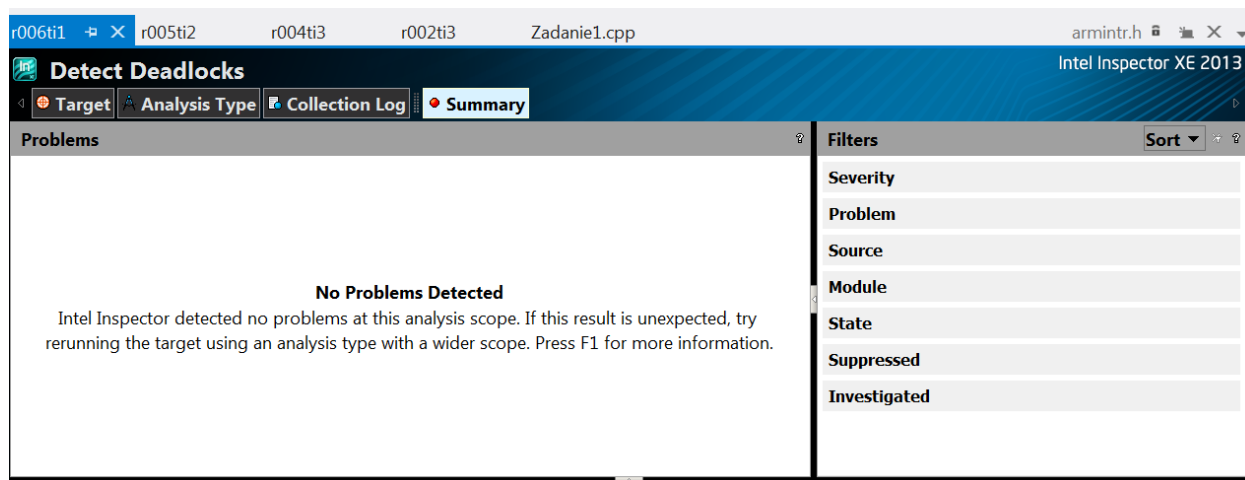 r006ti1 r005ti2 r004ti3 r002ti3 Zadanie1.cpp armintr.h
Detect Deadlocks Intel Inspector XE 2013
Target Analysis Type Collection Log Summary
Problems ?
Filters Sort ?
Severity
Problem
Source
Module
State
Suppressed
Investigated
No Problems Detected
Intel Inspector detected no problems at this analysis scope. If this result is unexpected, try
rerunning the target using an analysis type with a wider scope. Press F1 for more information.